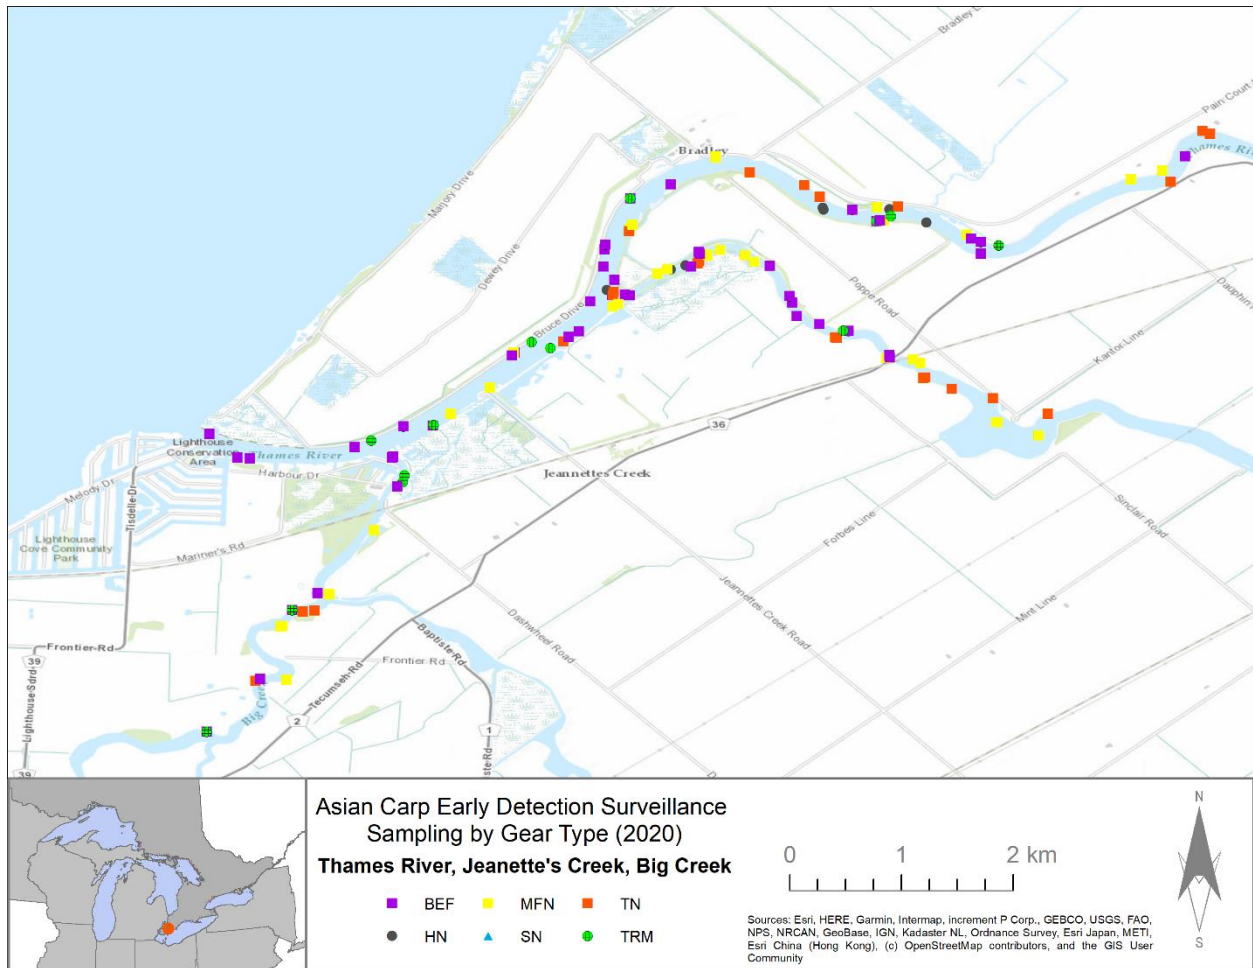 Bradley L
Pain Court
Bradley
Thames River
Marjory Drive
Dewey Drive
Poppe Road
Dauphin
Bruce Drive
Kantor Line
36
Lighthouse
Conservation
Area
Thames River
Harbour Dr
Jeannettes Creek
Melody Dr
Tisdelle Dr
Sinclair Road
Forbes Line
Lighthouse
Cove Community
Park
Mariner's Rd
Jeannettes Creek Road
Mint Line
Dashwheel Road
Baptiste Rd
Frontier Rd
Frontier Rd
39
Lighthouse Sdrd
Tecumseh Rd
Big Creek
2
1
ste Rd
D
39
Asian Carp Early Detection Surveillance
Sampling by Gear Type (2020)
Thames River, Jeanette's Creek, Big Creek
BEF MFN TN
HN SN TRM
0 1 2 km
N
S
Sources: Esri, HERE, Garmin, Intermap, increment P Corp., GEBCO, USGS, FAO,
NPS, NRCAN, GeoBase, IGN, Kadaster NL, Ordnance Survey, Esri Japan, METI,
Esri China (Hong Kong), (c) OpenStreetMap contributors, and the GIS User
Community